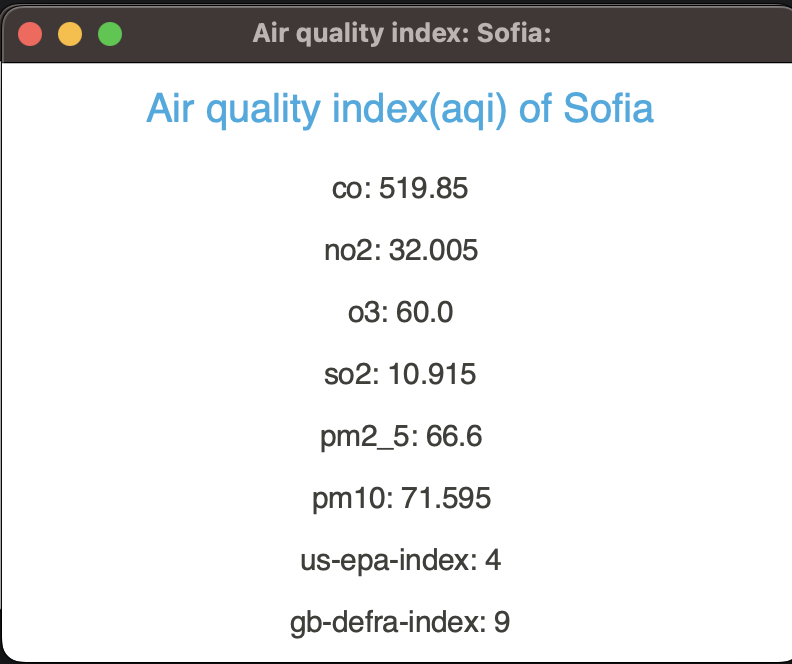 Air quality index: Sofia:
Air quality index(aqi) of Sofia
co: 519.85
no2: 32.005
o3: 60.0
so2: 10.915
pm2_5: 66.6
pm10: 71.595
us-epa-index: 4
gb-defra-index: 9